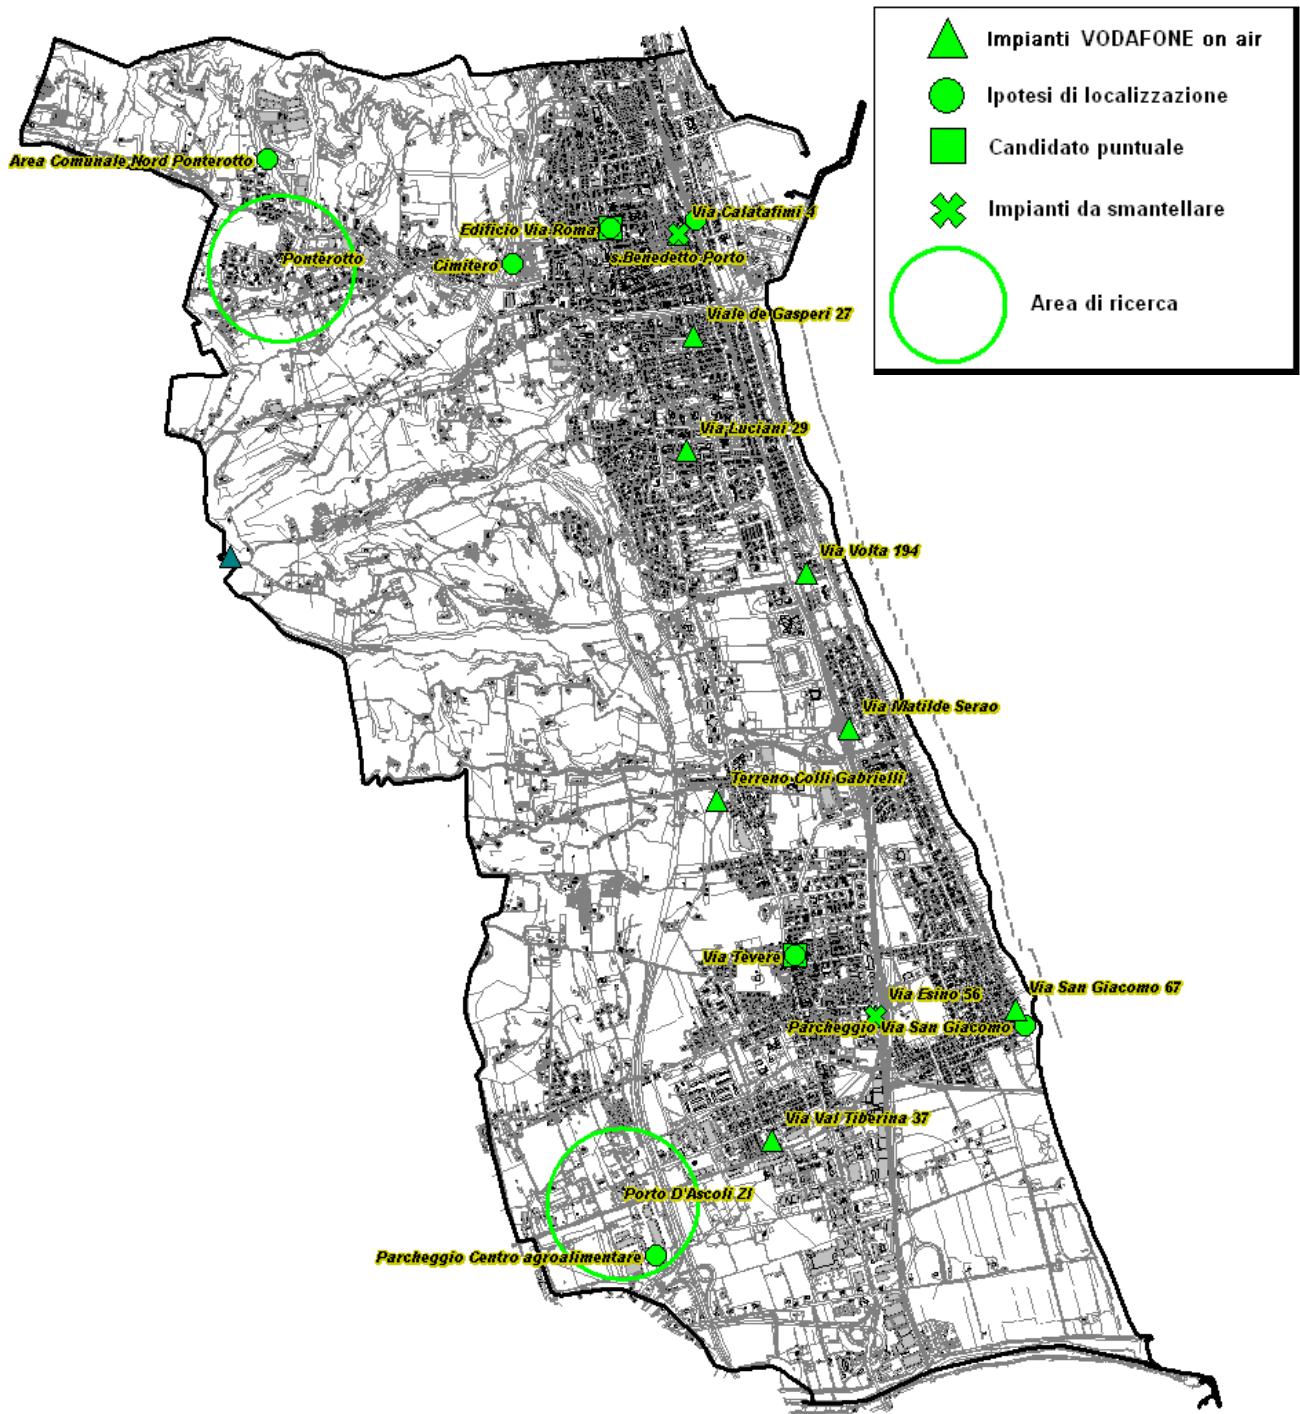 Impianti VODAFONE on air
Ipotesi di localizzazione
Candidato puntuale
Impianti da smantellare
Area di ricerca
Area Comunale Nord Ponterotto
Via Calatafimi 4
Edificio Via Roma
s.Benedetto Porto
Ponterotto
Cimitero
Viale de Gasperi 27
Via Luciani 29
Via Volta 194
Via Matilde Serao
Terreno Colli Gabrielli
Via Tevere
Via Esino 56
Via San Giacomo 67
Parcheggio Via San Giacomo
Via Val Tiberina 37
Porto D'Ascoli ZI
Parcheggio Centro agroalimentare